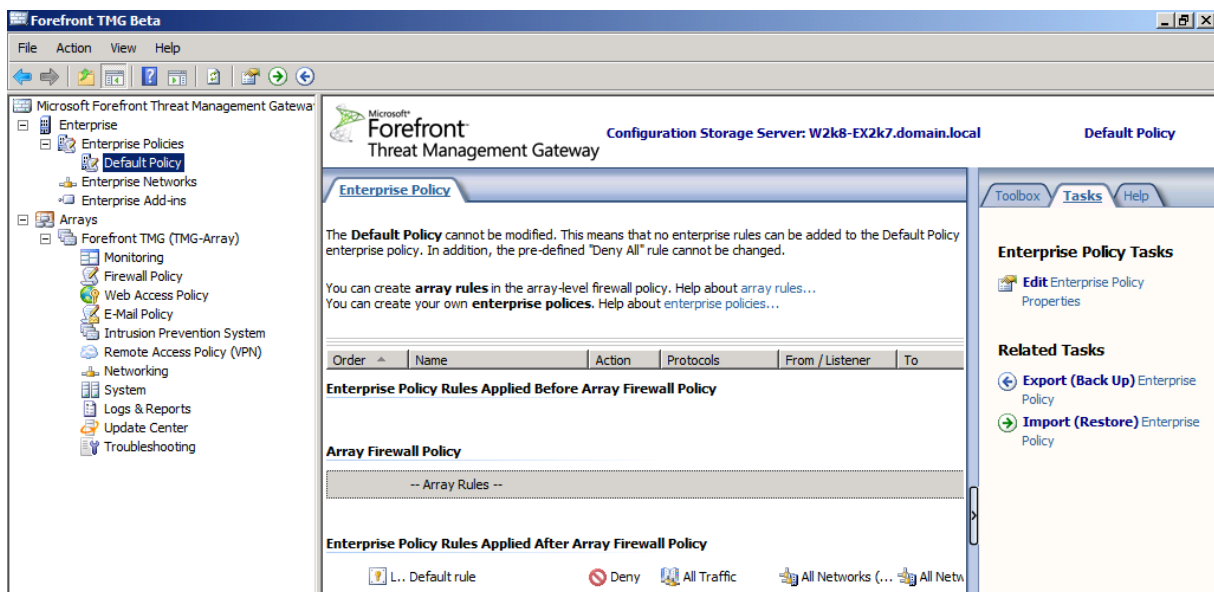 Forefront TMG Beta
File Action View Help
Microsoft Forefront Threat Management Gatewa
Enterprise
Enterprise Policies
Default Policy
Enterprise Networks
Enterprise Add-ins
Arrays
Forefront TMG (TMG-Array)
Monitoring
Firewall Policy
Web Access Policy
E-Mail Policy
Intrusion Prevention System
Remote Access Policy (VPN)
Networking
System
Logs & Reports
Update Center
Troubleshooting
Microsoft
Forefront
Threat Management Gateway
Configuration Storage Server: W2k8-EX2k7.domain.local
Default Policy
Enterprise Policy
The Default Policy cannot be modified. This means that no enterprise rules can be added to the Default Policy
enterprise policy. In addition, the pre-defined "Deny All" rule cannot be changed.
You can create array rules in the array-level firewall policy. Help about array rules...
You can create your own enterprise polices. Help about enterprise policies...
Order Name Action Protocols From / Listener To
Enterprise Policy Rules Applied Before Array Firewall Policy
Array Firewall Policy
-- Array Rules --
Enterprise Policy Rules Applied After Array Firewall Policy
L.. Default rule Deny All Traffic All Networks (... All Netw
Toolbox Tasks Help
Enterprise Policy Tasks
Edit Enterprise Policy
Properties
Related Tasks
Export (Back Up) Enterprise
Policy
Import (Restore) Enterprise
Policy